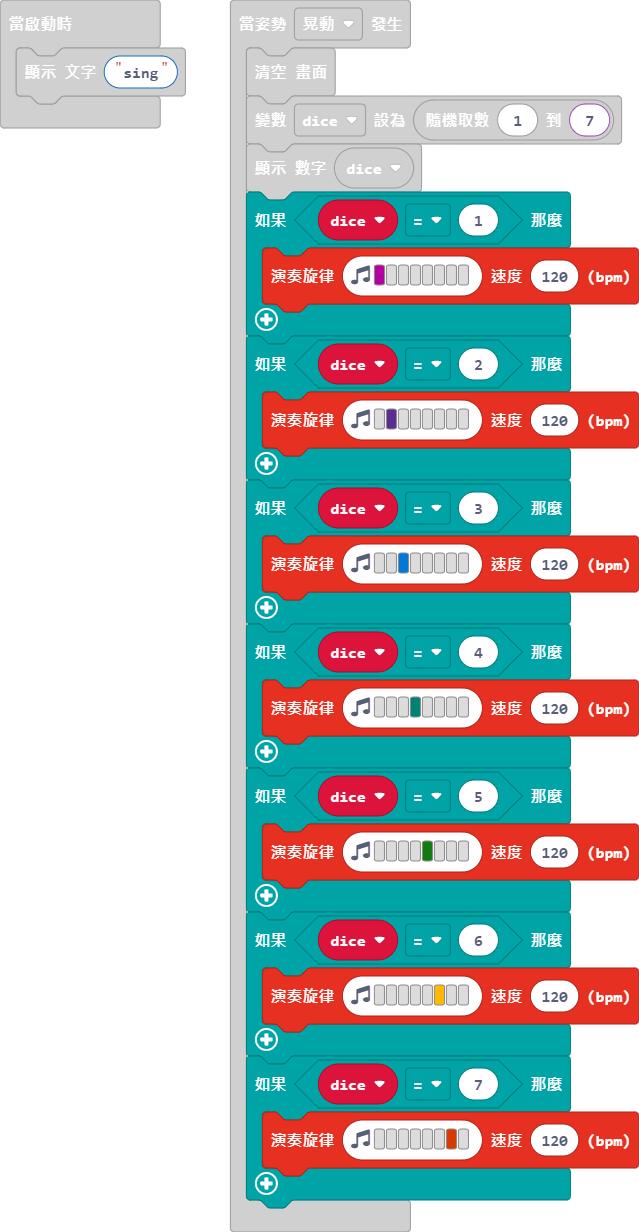 當啟動時
顯示 文字 "sing"
當姿勢 晃動 發生
清空 畫面
變數 dice 設為 隨機取數 1 到 7
顯示 數字 dice
如果 dice = 1 那麼
演奏旋律 速度 120 (bpm)
如果 dice = 2 那麼
演奏旋律 速度 120 (bpm)
如果 dice = 3 那麼
演奏旋律 速度 120 (bpm)
如果 dice = 4 那麼
演奏旋律 速度 120 (bpm)
如果 dice = 5 那麼
演奏旋律 速度 120 (bpm)
如果 dice = 6 那麼
演奏旋律 速度 120 (bpm)
如果 dice = 7 那麼
演奏旋律 速度 120 (bpm)